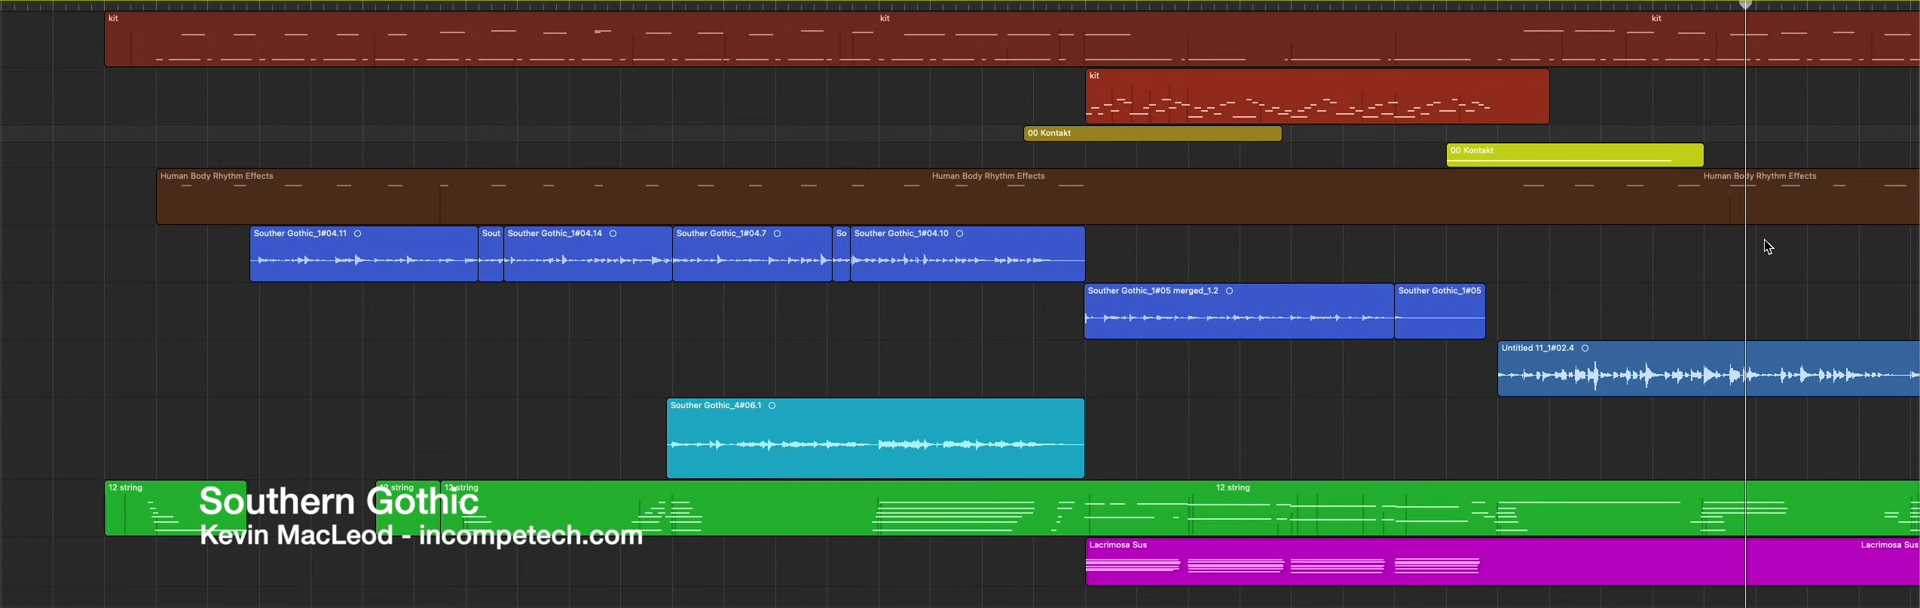 kit
kit
kit
kit
00 Kontakt
00 Kontakt
Human Body Rhythm Effects
Human Body Rhythm Effects
Human Body Rhythm Effects
Souther Gothic_1#04.11
Sout
Souther Gothic_1#04.14
Souther Gothic_1#04.7
So
Souther Gothic_1#04.10
Souther Gothic_1#05 merged_1.2
Souther Gothic_1#05
Untitled 11_1#02.4
Souther Gothic_4#06.1
12 string
12 string
12 string
12 string
Southern Gothic
Kevin MacLeod - incompetech.com
Lacrimosa Sus
Lacrimosa Sus